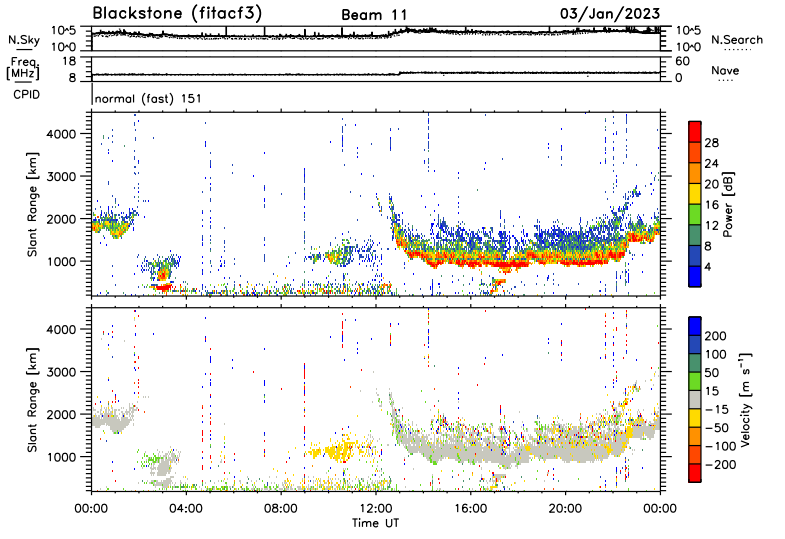 Blackstone (fitacf3) Beam 11 03/Jan/2023
N.Sky 10^5 10^0 10^5 10^0 N.Search
Freq. [MHz] 18 8 60 0 Nave
CPID normal (fast) 151
Slant Range [km] 4000 3000 2000 1000
Power [dB] 28 24 20 16 12 8 4
Slant Range [km] 4000 3000 2000 1000
Velocity [m s⁻¹] 200 100 50 15 −15 −50 −100 −200
00:00 04:00 08:00 12:00 16:00 20:00 00:00
Time UT